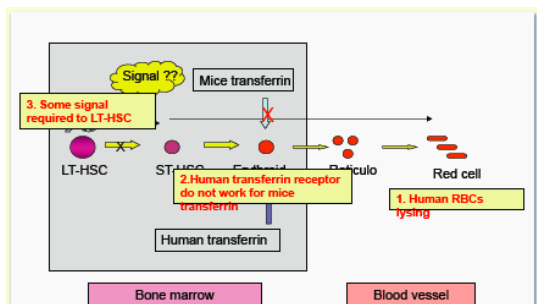 Signal ??
Mice transferrin
3. Some signal
required to LT-HSC
X
X
LT-HSC
ST-HSC
Erythroid
Reticulo
Red cell
2.Human transferrin receptor
do not work for mice
transferrin
1. Human RBCs
lysing
Human transferrin
Bone marrow
Blood vessel